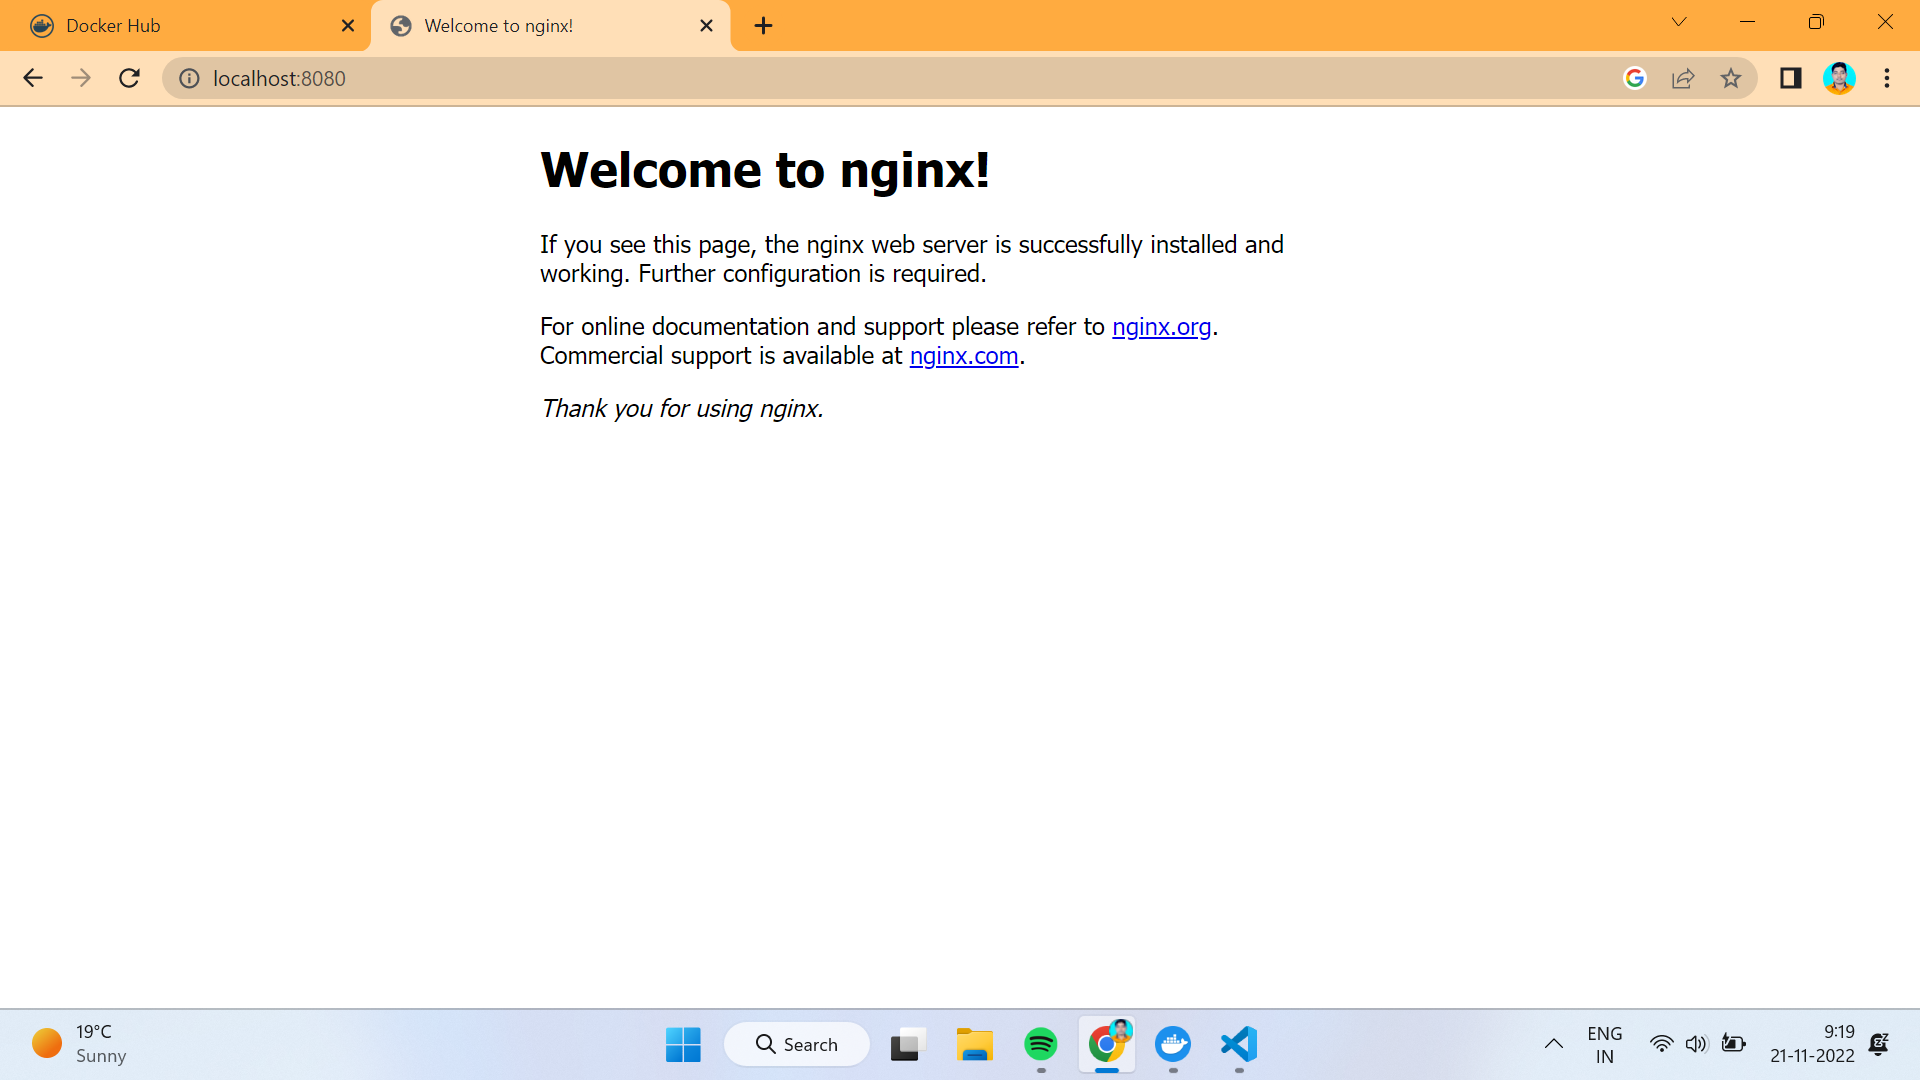 Docker Hub
Welcome to nginx!
localhost:8080
Welcome to nginx!
If you see this page, the nginx web server is successfully installed and
working. Further configuration is required.
For online documentation and support please refer to nginx.org.
Commercial support is available at nginx.com.
Thank you for using nginx.
19°C
Sunny
Search
ENG
IN
9:19
21-11-2022